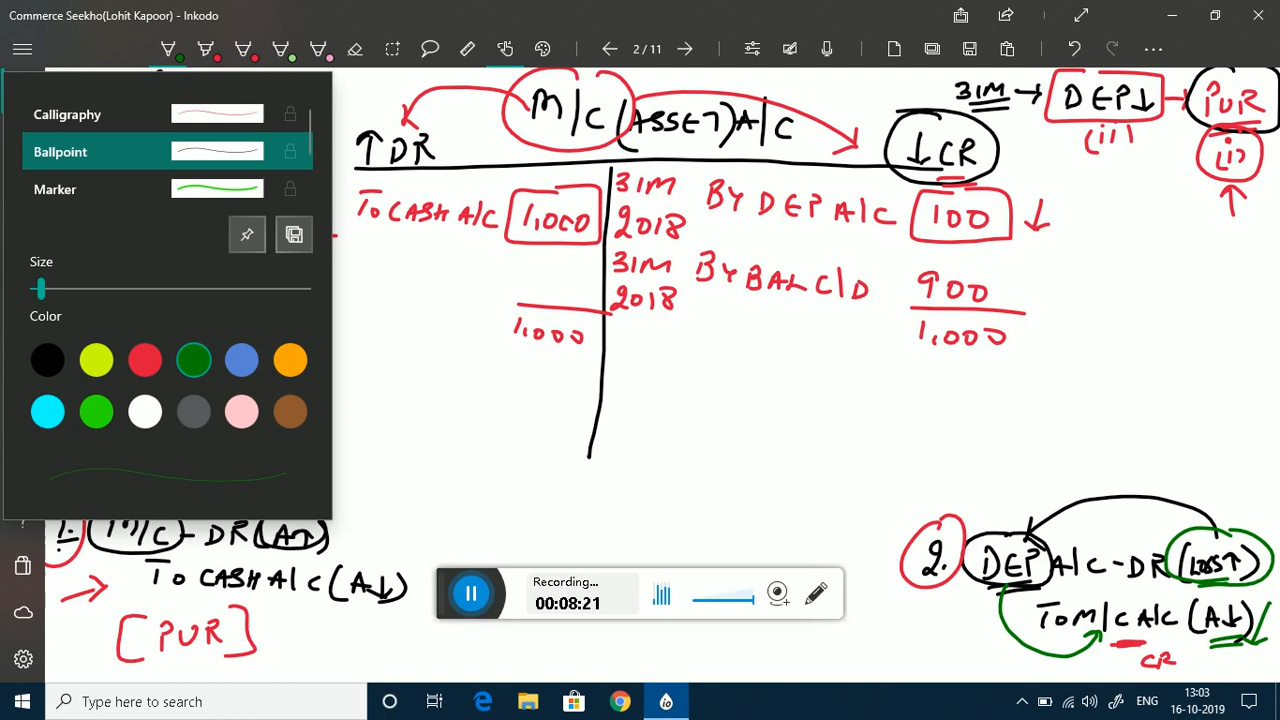 Commerce Seekho(Lohit Kapoor) - Inkodo
2 / 11
Calligraphy
Ballpoint
Marker
Size
Color
M/C (ASSET) A/C
↑ DR
↓ CR
31M → DEP↓ → PUR
(ii) (i)
To CASH A/C 1,000
31M 2018 BY DEP A/C 100 ↓
31M 2018 BY BAL C/D 900
1,000 1,000
1. (M/C) - DR (A↑)
To CASH A/C (A↓)
→ [PUR]
2. DEP A/C - DR (LOSS↑)
To M/C A/C (A↓)
CR
Recording...
00:08:21
Type here to search
ENG
13:03
16-10-2019
1